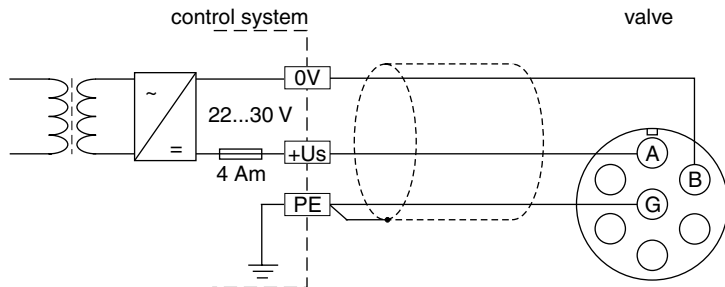 control system
valve
0V
~
=
22...30 V
4 Am
+Us
PE
A
B
G